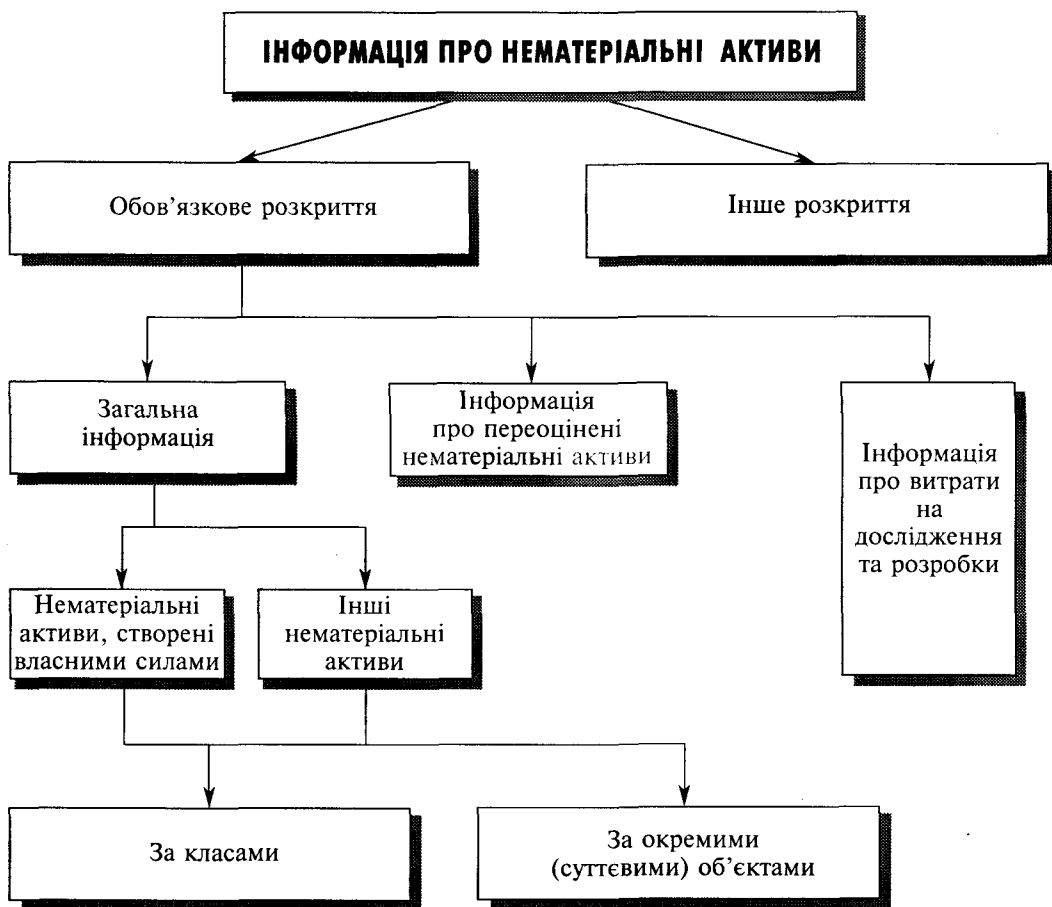 ІНФОРМАЦІЯ ПРО НЕМАТЕРІАЛЬНІ АКТИВИ
Обов'язкове розкриття
Інше розкриття
Загальна
інформація
Інформація
про переоцінені
нематеріальні активи
Інформація
про витрати
на
дослідження
та розробки
Нематеріальні
активи, створені
власними силами
Інші
нематеріальні
активи
За класами
За окремими
(суттєвими) об'єктами